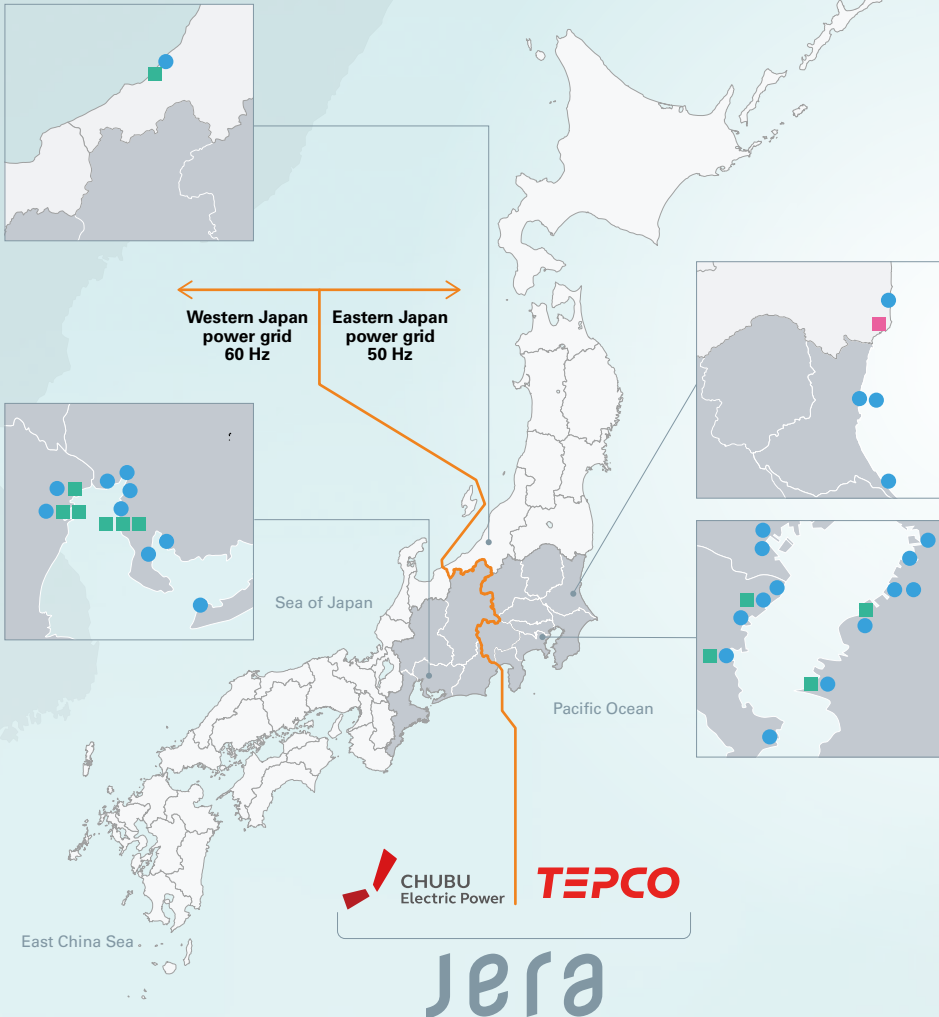 Western Japan
power grid
60 Hz
Eastern Japan
power grid
50 Hz
Sea of Japan
Pacific Ocean
CHUBU
Electric Power
TEPCO
East China Sea
Jera